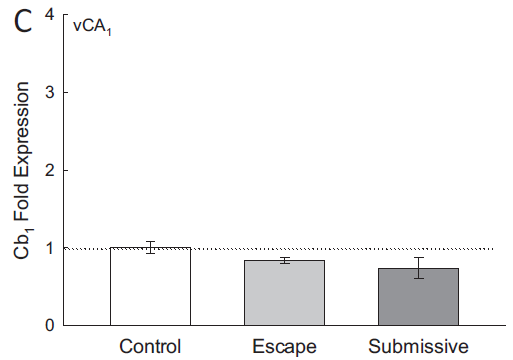 C
vCA1
4
3
2
1
0
Cb1 Fold Expression
Control Escape Submissive